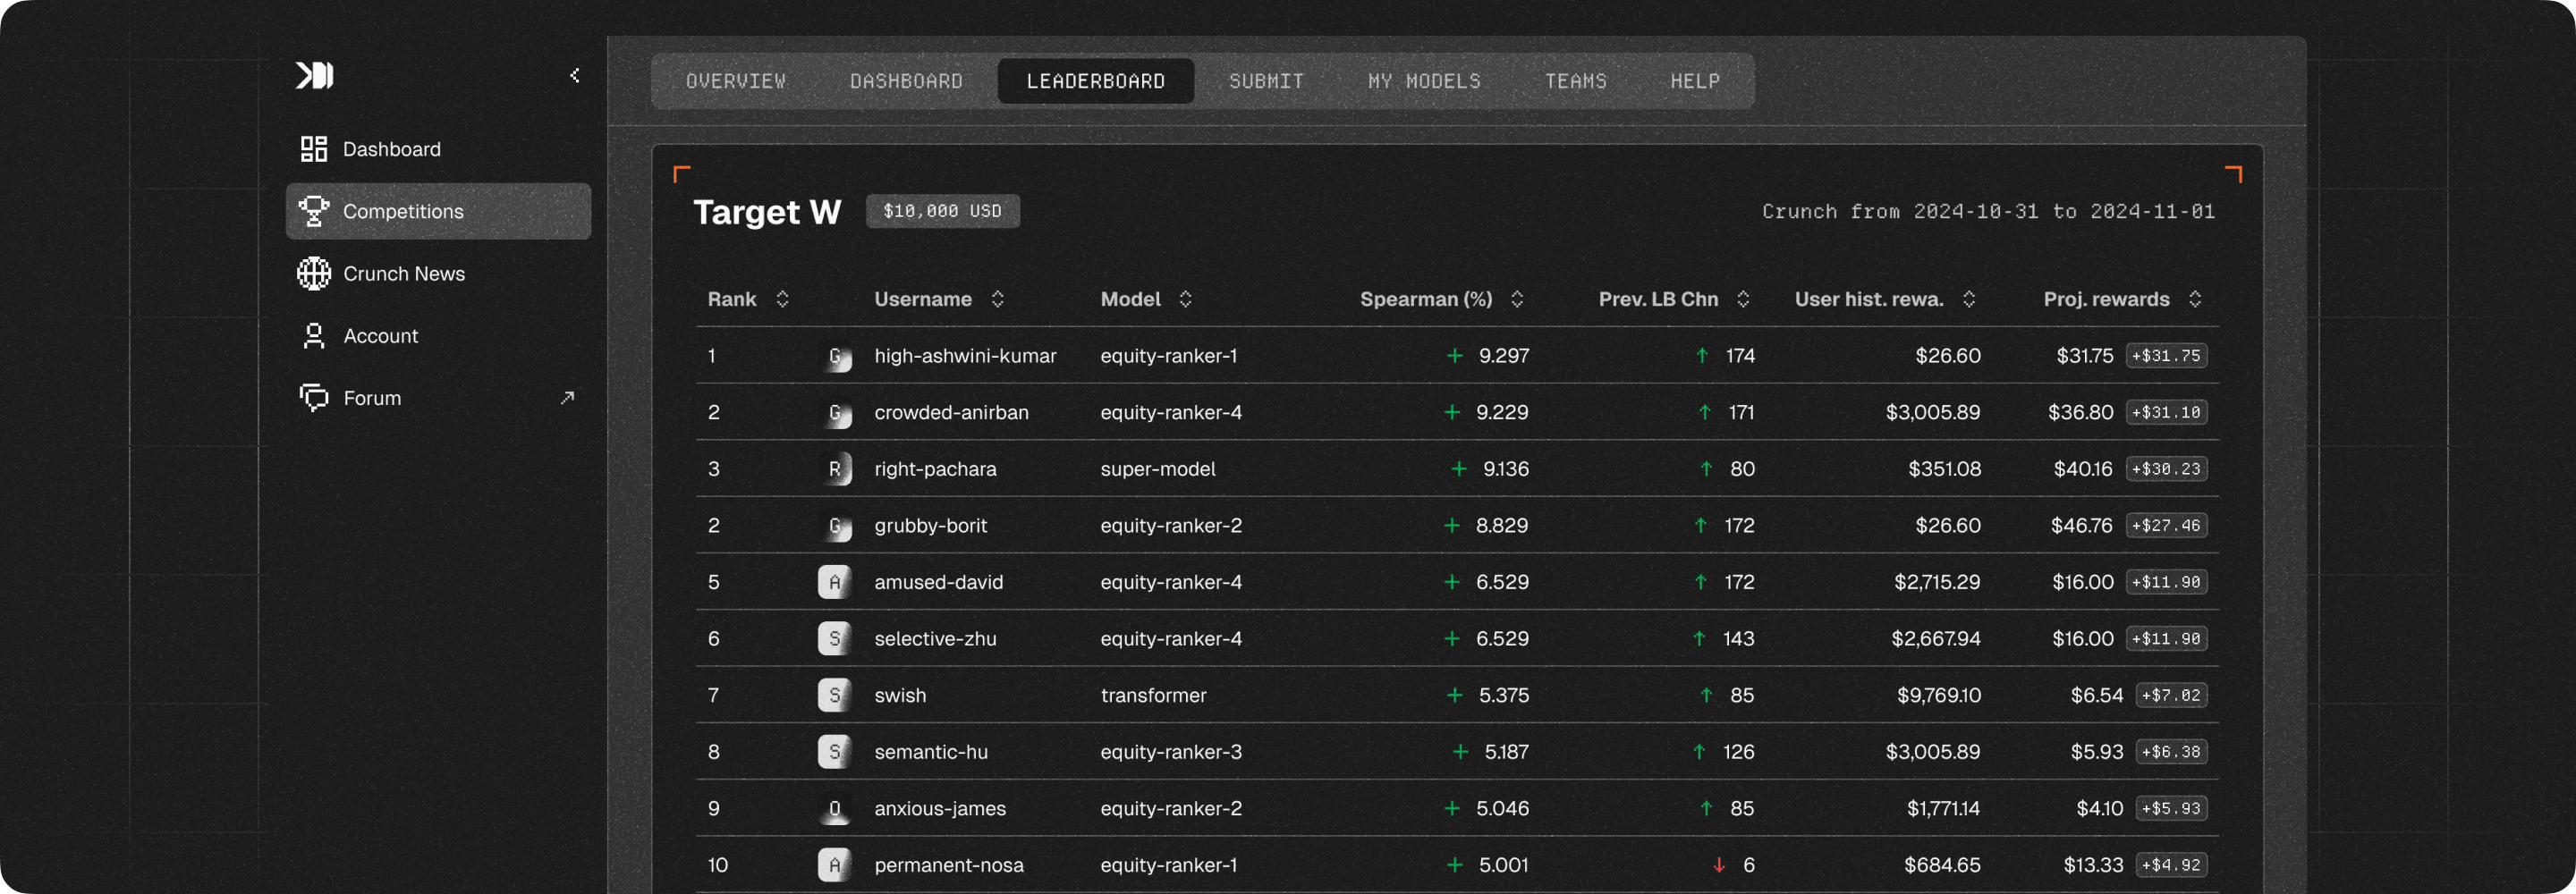 OVERVIEW DASHBOARD LEADERBOARD SUBMIT MY MODELS TEAMS HELP
Dashboard
Competitions
Crunch News
Account
Forum
Target W $10,000 USD Crunch from 2024-10-31 to 2024-11-01
Rank Username Model Spearman (%) Prev. LB Chn User hist. rewa. Proj. rewards
1 G high-ashwini-kumar equity-ranker-1 + 9.297 ↑ 174 $26.60 $31.75 +$31.75
2 G crowded-anirban equity-ranker-4 + 9.229 ↑ 171 $3,005.89 $36.80 +$31.10
3 R right-pachara super-model + 9.136 ↑ 80 $351.08 $40.16 +$30.23
2 G grubby-borit equity-ranker-2 + 8.829 ↑ 172 $26.60 $46.76 +$27.46
5 A amused-david equity-ranker-4 + 6.529 ↑ 172 $2,715.29 $16.00 +$11.90
6 S selective-zhu equity-ranker-4 + 6.529 ↑ 143 $2,667.94 $16.00 +$11.90
7 S swish transformer + 5.375 ↑ 85 $9,769.10 $6.54 +$7.02
8 S semantic-hu equity-ranker-3 + 5.187 ↑ 126 $3,005.89 $5.93 +$6.38
9 O anxious-james equity-ranker-2 + 5.046 ↑ 85 $1,771.14 $4.10 +$5.93
10 A permanent-nosa equity-ranker-1 + 5.001 ↓ 6 $684.65 $13.33 +$4.92